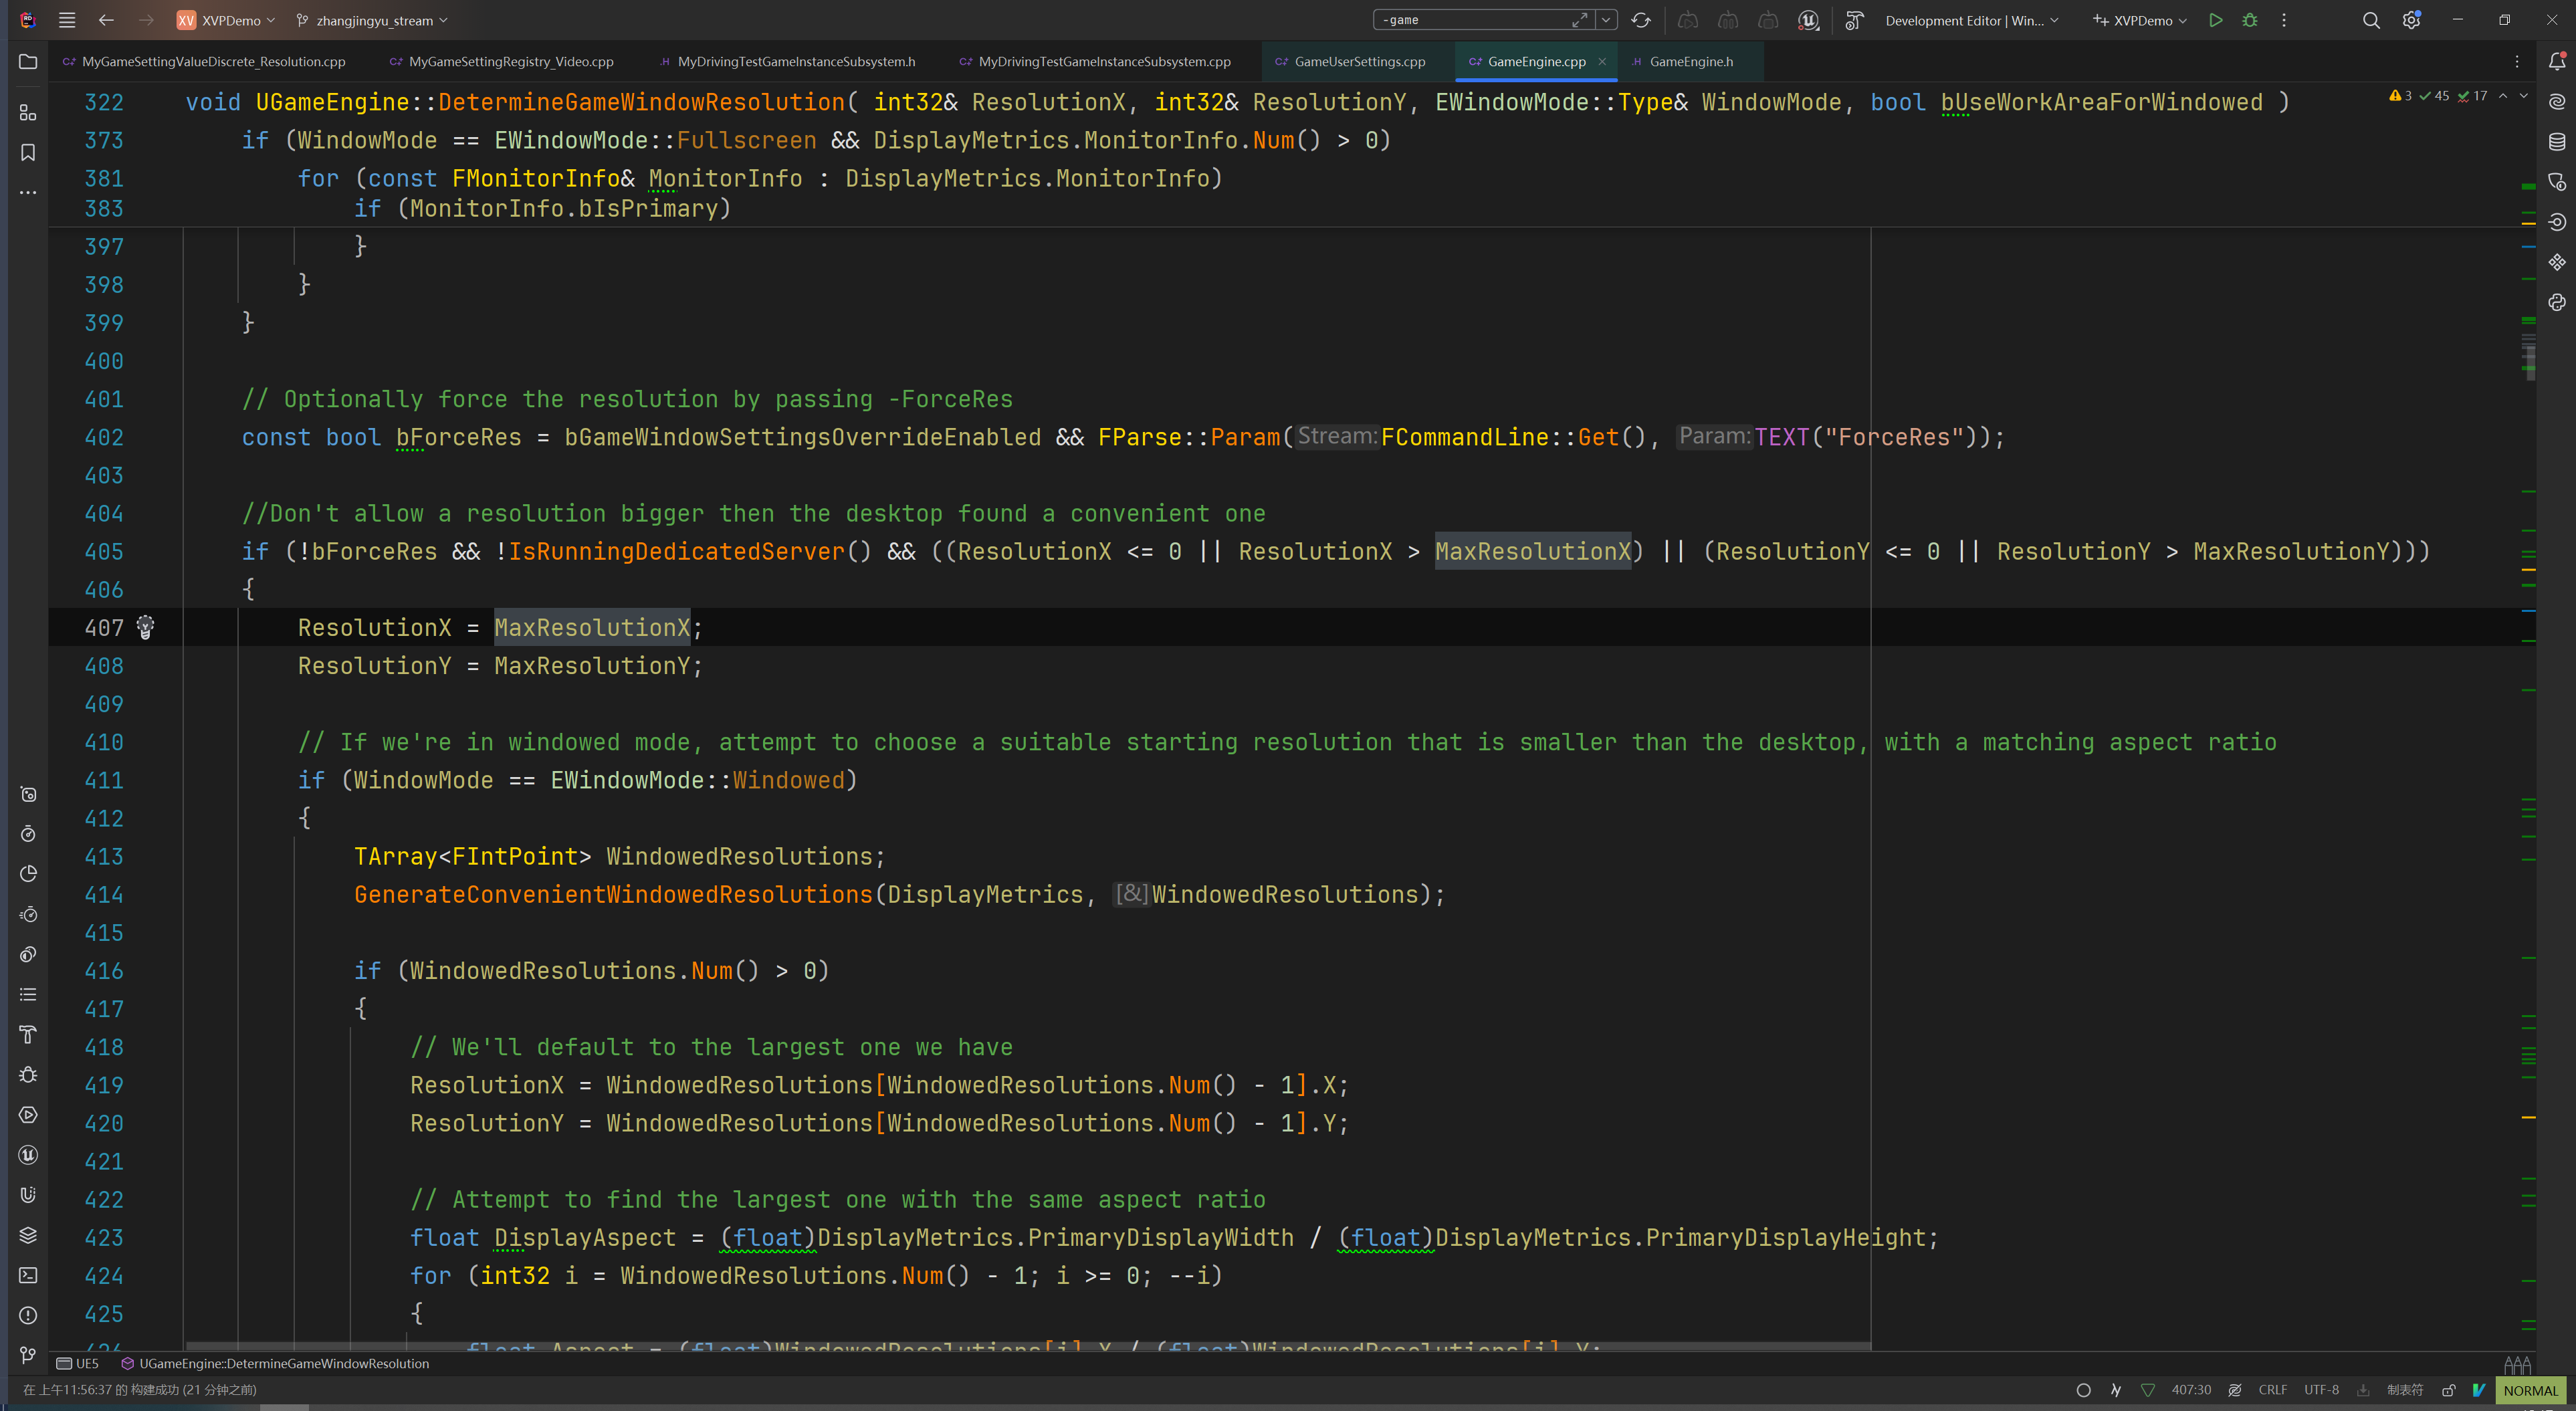 XV XVPDemo zhangjingyu_stream -game Development Editor | Win... XVPDemo
MyGameSettingValueDiscrete_Resolution.cpp MyGameSettingRegistry_Video.cpp MyDrivingTestGameInstanceSubsystem.h MyDrivingTestGameInstanceSubsystem.cpp GameUserSettings.cpp GameEngine.cpp GameEngine.h
322 void UGameEngine::DetermineGameWindowResolution( int32& ResolutionX, int32& ResolutionY, EWindowMode::Type& WindowMode, bool bUseWorkAreaForWindowed ) 3 45 17
373 if (WindowMode == EWindowMode::Fullscreen && DisplayMetrics.MonitorInfo.Num() > 0)
381 for (const FMonitorInfo& MonitorInfo : DisplayMetrics.MonitorInfo)
383 if (MonitorInfo.bIsPrimary)
397 }
398 }
399 }
400
401 // Optionally force the resolution by passing -ForceRes
402 const bool bForceRes = bGameWindowSettingsOverrideEnabled && FParse::Param(Stream:FCommandLine::Get(), Param:TEXT("ForceRes"));
403
404 //Don't allow a resolution bigger then the desktop found a convenient one
405 if (!bForceRes && !IsRunningDedicatedServer() && ((ResolutionX <= 0 || ResolutionX > MaxResolutionX) || (ResolutionY <= 0 || ResolutionY > MaxResolutionY)))
406 {
407 ResolutionX = MaxResolutionX;
408 ResolutionY = MaxResolutionY;
409
410 // If we're in windowed mode, attempt to choose a suitable starting resolution that is smaller than the desktop, with a matching aspect ratio
411 if (WindowMode == EWindowMode::Windowed)
412 {
413 TArray<FIntPoint> WindowedResolutions;
414 GenerateConvenientWindowedResolutions(DisplayMetrics, [&]WindowedResolutions);
415
416 if (WindowedResolutions.Num() > 0)
417 {
418 // We'll default to the largest one we have
419 ResolutionX = WindowedResolutions[WindowedResolutions.Num() - 1].X;
420 ResolutionY = WindowedResolutions[WindowedResolutions.Num() - 1].Y;
421
422 // Attempt to find the largest one with the same aspect ratio
423 float DisplayAspect = (float)DisplayMetrics.PrimaryDisplayWidth / (float)DisplayMetrics.PrimaryDisplayHeight;
424 for (int32 i = WindowedResolutions.Num() - 1; i >= 0; --i)
425 {
426 float Aspect = (float)WindowedResolutions[i].X / (float)WindowedResolutions[i].Y;
UE5 UGameEngine::DetermineGameWindowResolution
在 上午11:56:37 的 构建成功 (21 分钟之前) 407:30 CRLF UTF-8 制表符 NORMAL